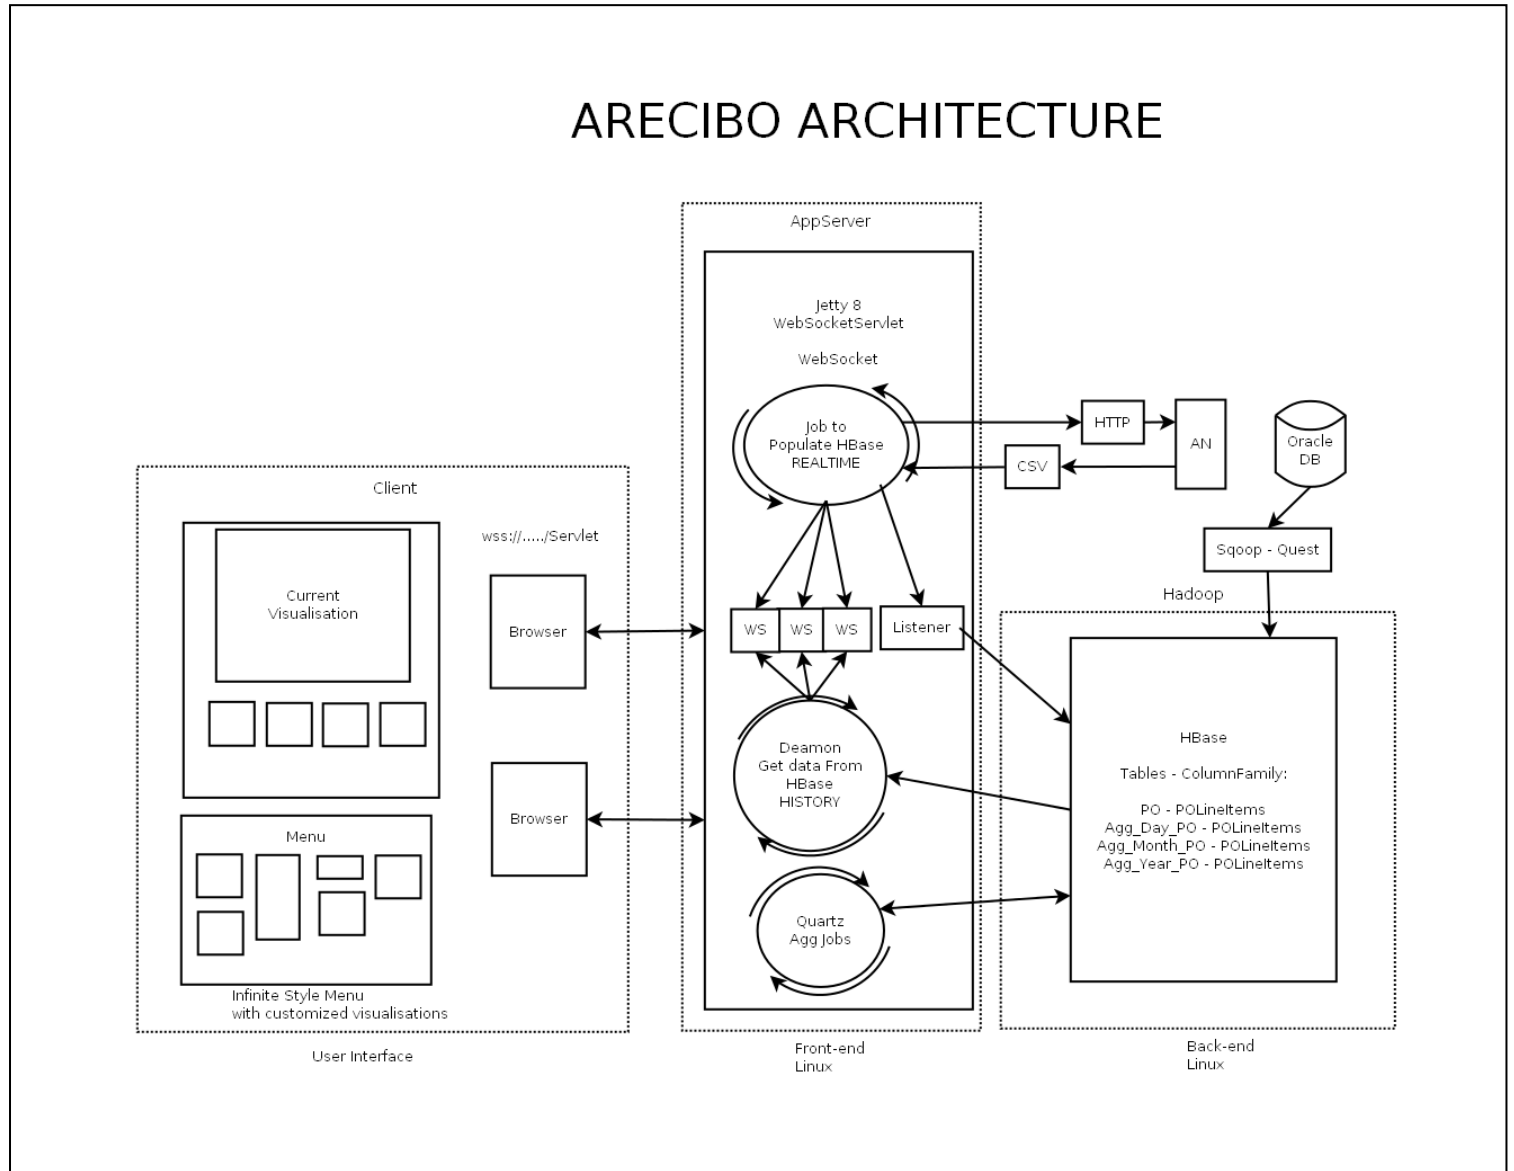 ARECIBO ARCHITECTURE
AppServer
Jetty 8
WebSocketServlet
WebSocket
Job to
Populate HBase
REALTIME
HTTP
AN
CSV
Oracle
DB
Sqoop - Quest
Hadoop
Client
wss://...../Servlet
Current
Visualisation
Browser
WS
WS
WS
Listener
Deamon
Get data From
HBase
HISTORY
HBase
Tables - ColumnFamily:
PO - POLineItems
Agg_Day_PO - POLineItems
Agg_Month_PO - POLineItems
Agg_Year_PO - POLineItems
Browser
Menu
Quartz
Agg Jobs
Infinite Style Menu
with customized visualisations
User Interface
Front-end
Linux
Back-end
Linux